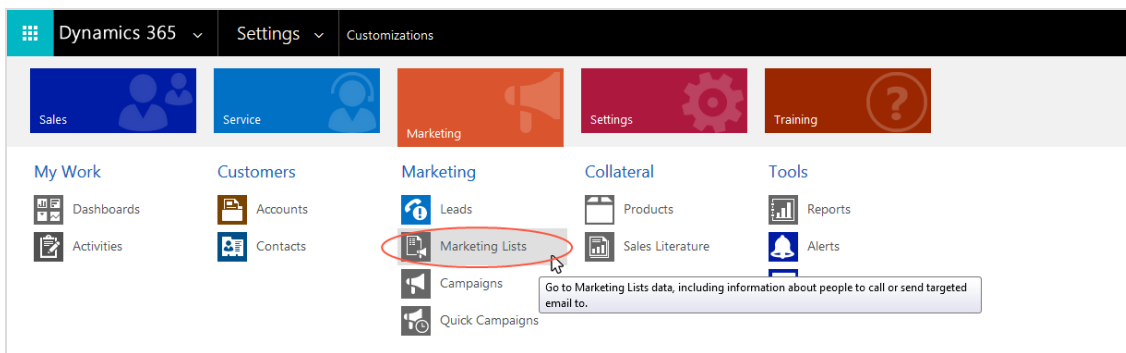 Dynamics 365 Settings Customizations
Sales Service Marketing Settings Training
My Work Customers Marketing Collateral Tools
Dashboards Accounts Leads Products Reports
Activities Contacts Marketing Lists Sales Literature Alerts
Campaigns
Go to Marketing Lists data, including information about people to call or send targeted
email to.
Quick Campaigns